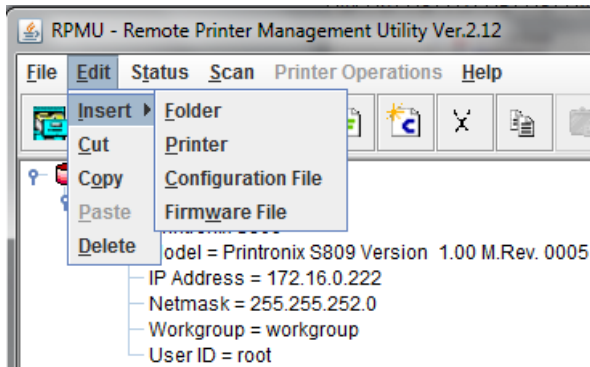 RPMU - Remote Printer Management Utility Ver.2.12
File Edit Status Scan Printer Operations Help
Insert
Cut
Copy
Paste
Delete
Folder
Printer
Configuration File
Firmware File
Model = Printronix S809 Version 1.00 M.Rev. 0005
IP Address = 172.16.0.222
Netmask = 255.255.252.0
Workgroup = workgroup
User ID = root